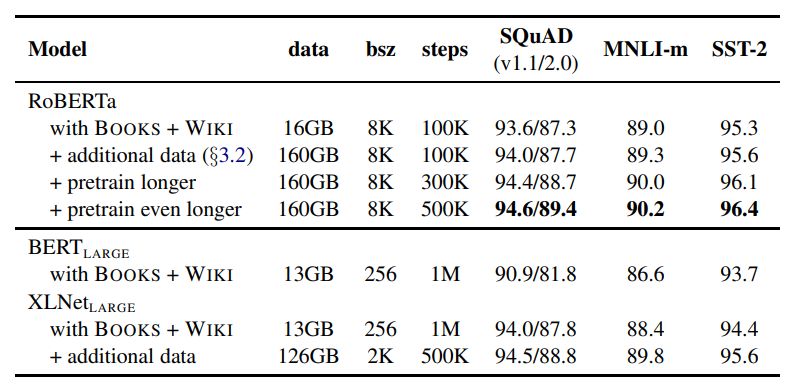 Model data bsz steps SQuAD (v1.1/2.0) MNLI-m SST-2
RoBERTa
with BOOKS + WIKI 16GB 8K 100K 93.6/87.3 89.0 95.3
+ additional data (§3.2) 160GB 8K 100K 94.0/87.7 89.3 95.6
+ pretrain longer 160GB 8K 300K 94.4/88.7 90.0 96.1
+ pretrain even longer 160GB 8K 500K 94.6/89.4 90.2 96.4
BERTLARGE
with BOOKS + WIKI 13GB 256 1M 90.9/81.8 86.6 93.7
XLNetLARGE
with BOOKS + WIKI 13GB 256 1M 94.0/87.8 88.4 94.4
+ additional data 126GB 2K 500K 94.5/88.8 89.8 95.6